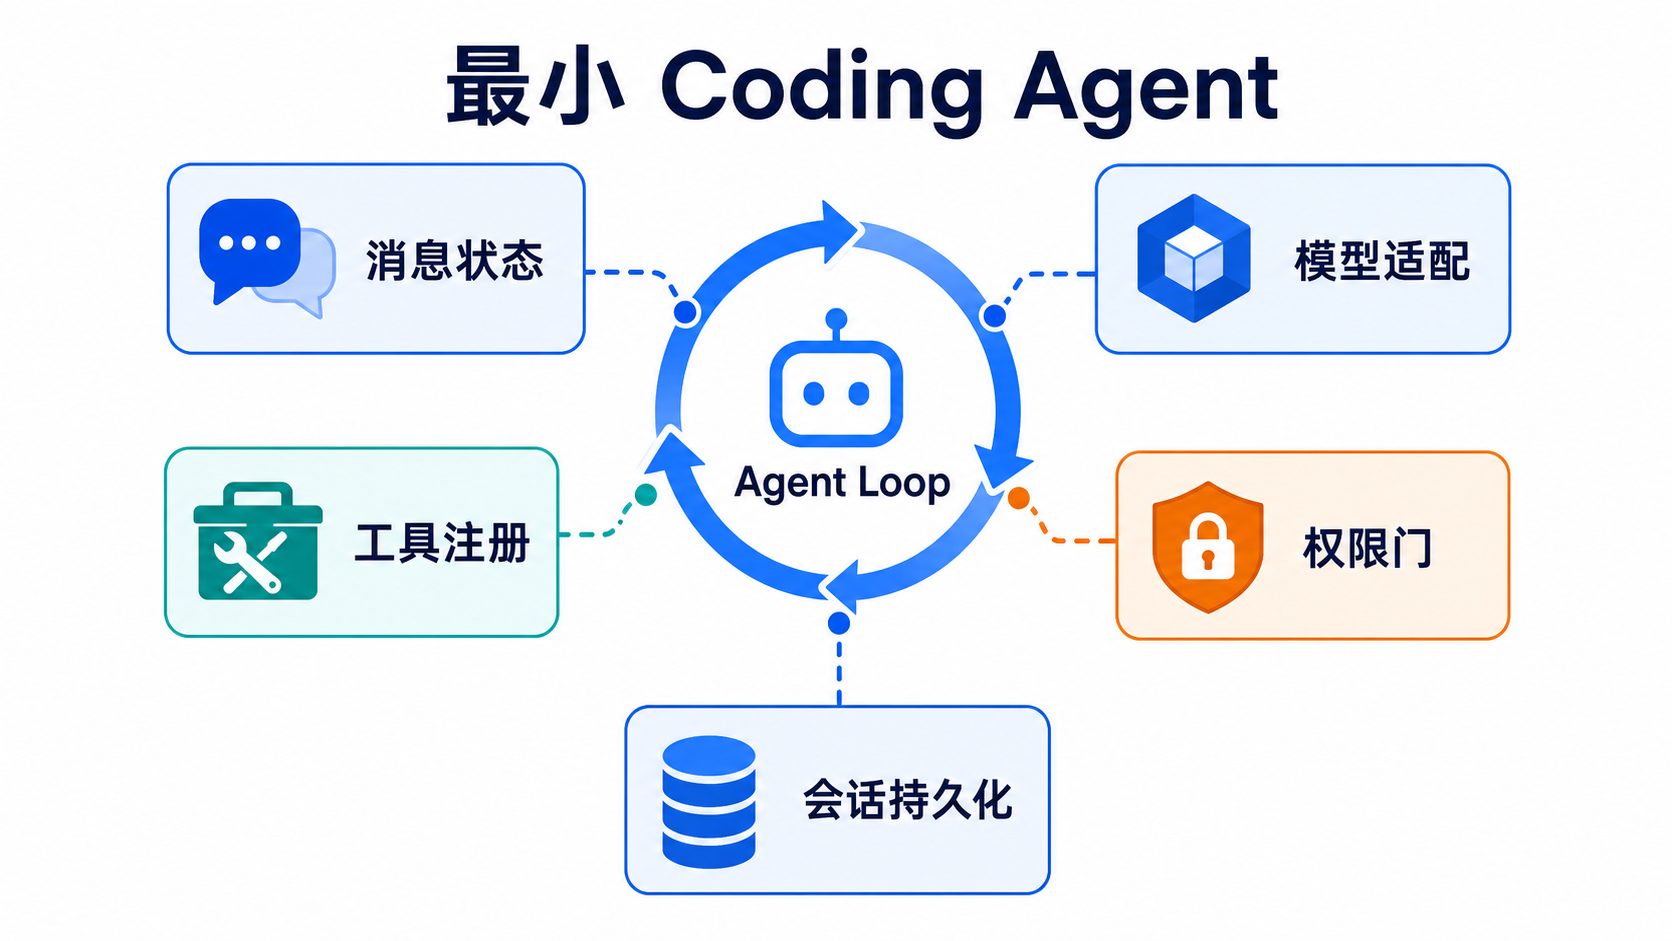 最小 Coding Agent
消息状态
模型适配
Agent Loop
工具注册
权限门
会话持久化